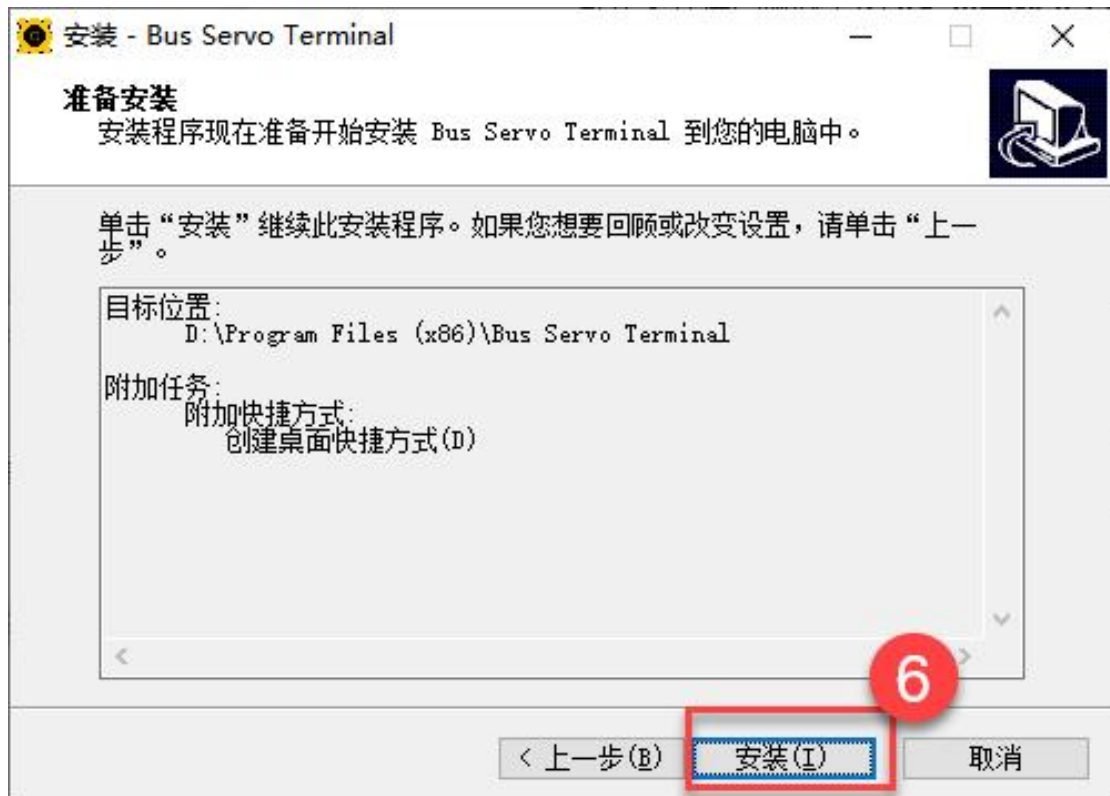 安装 - Bus Servo Terminal
准备安装
安装程序现在准备开始安装 Bus Servo Terminal 到您的电脑中。
单击“安装”继续此安装程序。如果您想要回顾或改变设置，请单击“上一
步”。
目标位置:
D:\Program Files (x86)\Bus Servo Terminal
附加任务:
附加快捷方式:
创建桌面快捷方式(D)
6
< 上一步(B)
安装(I)
取消